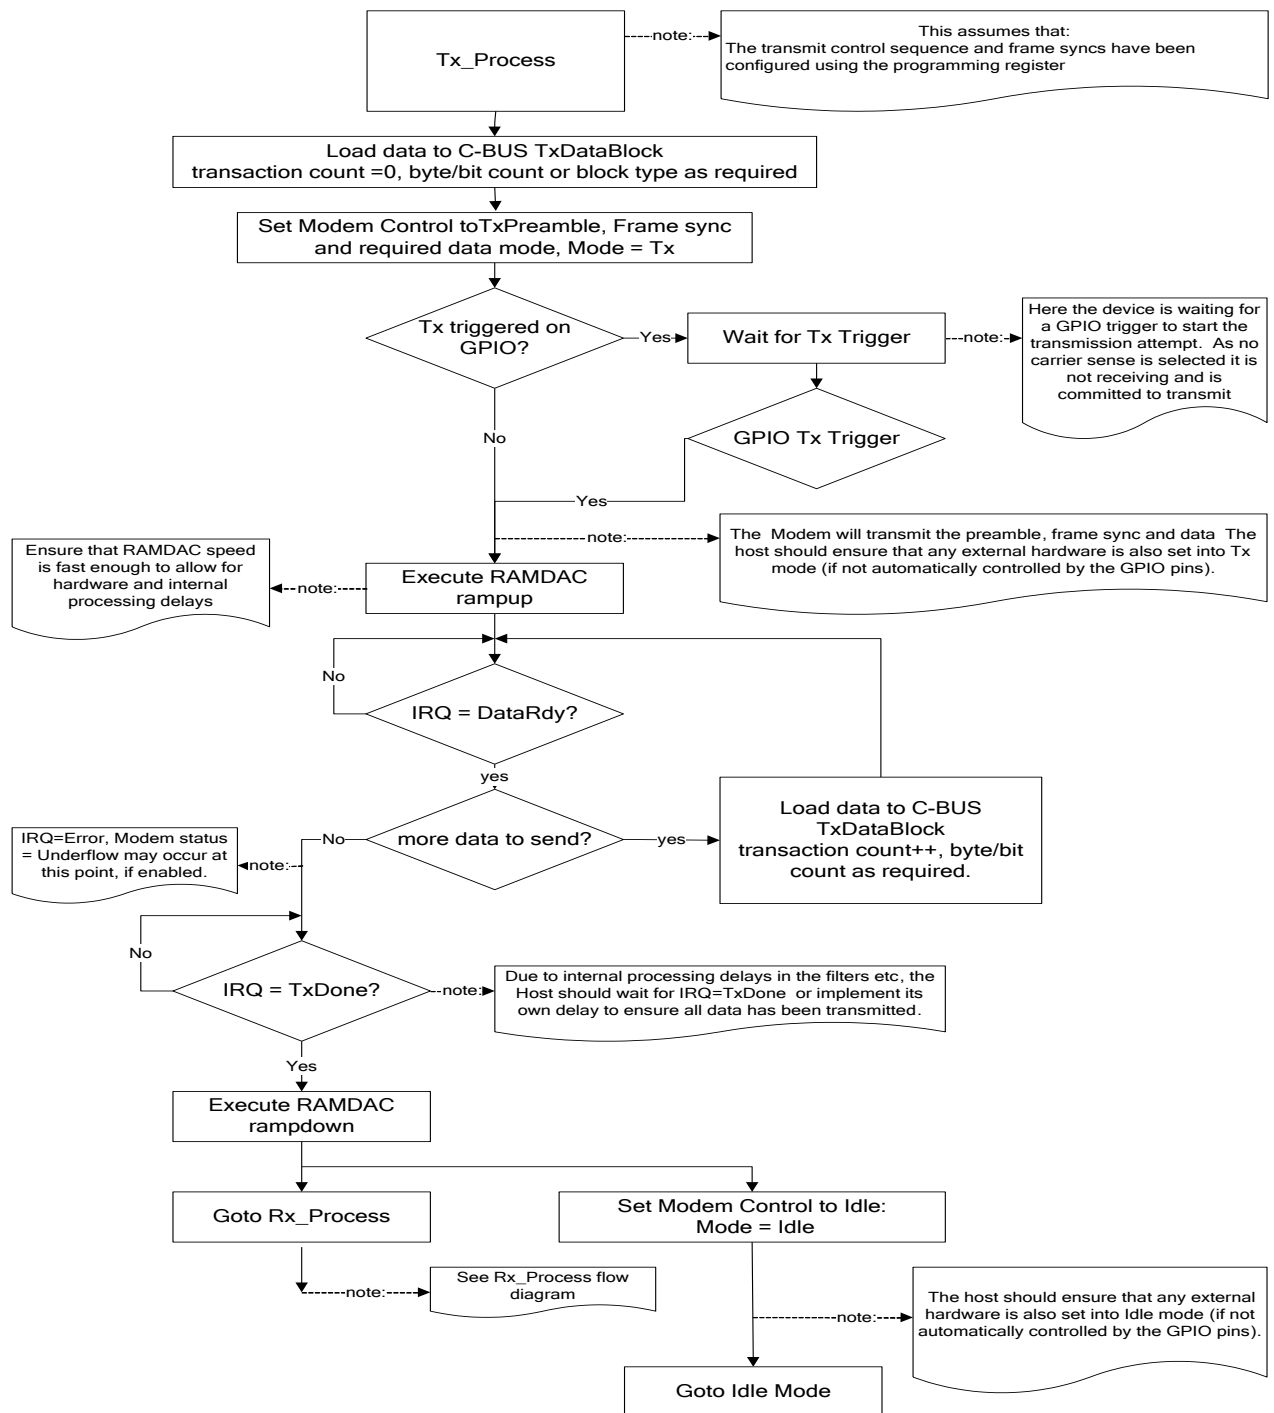 Tx_Process
note:
This assumes that:
The transmit control sequence and frame syncs have been
configured using the programming register
Load data to C-BUS TxDataBlock
transaction count =0, byte/bit count or block type as required
Set Modem Control toTxPreamble, Frame sync
and required data mode, Mode = Tx
Tx triggered on
GPIO?
Yes
Wait for Tx Trigger
note:
Here the device is waiting for
a GPIO trigger to start the
transmission attempt. As no
carrier sense is selected it is
not receiving and is
committed to transmit
No
GPIO Tx Trigger
Yes
note:
The Modem will transmit the preamble, frame sync and data The
host should ensure that any external hardware is also set into Tx
mode (if not automatically controlled by the GPIO pins).
Ensure that RAMDAC speed
is fast enough to allow for
hardware and internal
processing delays
note:
Execute RAMDAC
rampup
No
IRQ = DataRdy?
yes
more data to send?
No
yes
Load data to C-BUS
TxDataBlock
transaction count++, byte/bit
count as required.
IRQ=Error, Modem status
= Underflow may occur at
this point, if enabled.
note:
No
IRQ = TxDone?
note:
Due to internal processing delays in the filters etc, the
Host should wait for IRQ=TxDone or implement its
own delay to ensure all data has been transmitted.
Yes
Execute RAMDAC
rampdown
Goto Rx_Process
Set Modem Control to Idle:
Mode = Idle
note:
See Rx_Process flow
diagram
note:
The host should ensure that any external
hardware is also set into Idle mode (if not
automatically controlled by the GPIO pins).
Goto Idle Mode